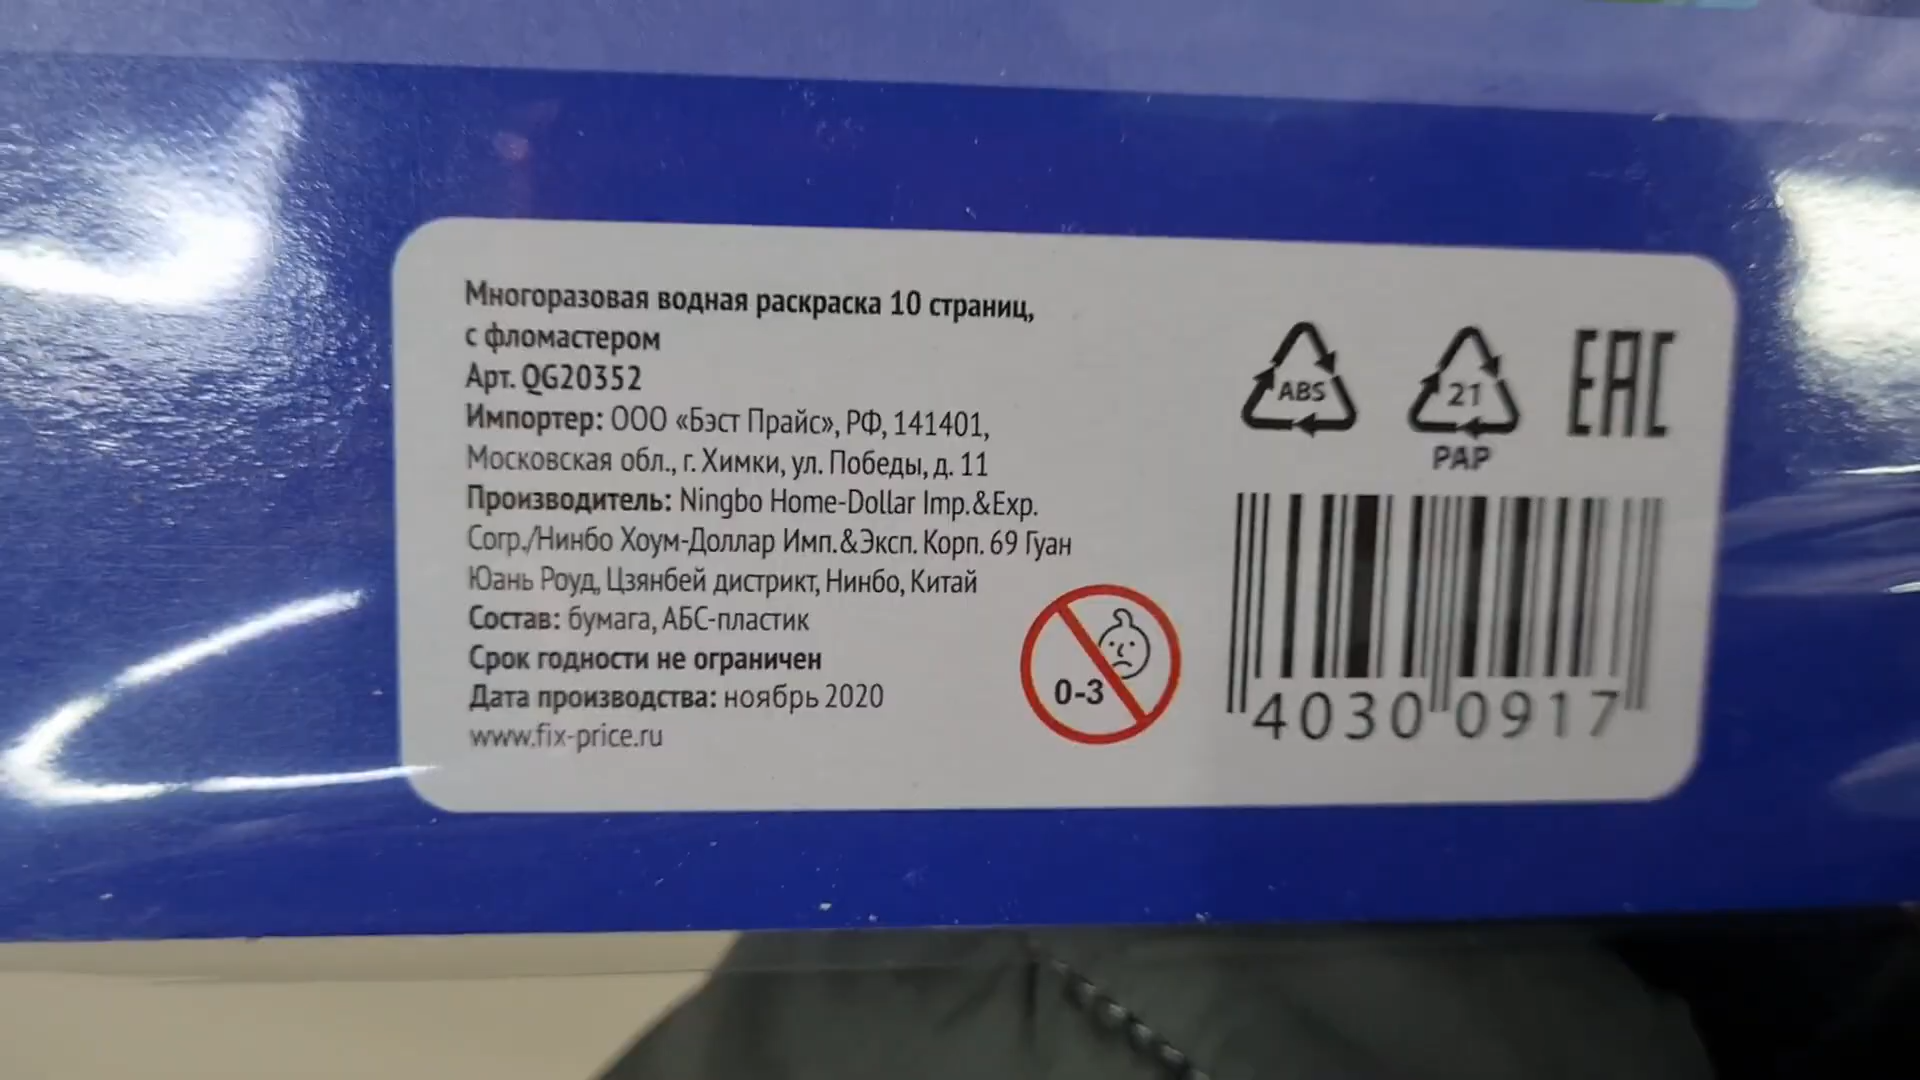 Многоразовая водная раскраска 10 страниц,
с фломастером
Арт. QG20352
Импортер: ООО «Бэст Прайс», РФ, 141401,
Московская обл., г. Химки, ул. Победы, д. 11
Производитель: Ningbo Home-Dollar Imp.&Exp.
Corp./Нинбо Хоум-Доллар Имп.&Эксп. Корп. 69 Гуан
Юань Роуд, Цзянбей дистрикт, Нинбо, Китай
Состав: бумага, АБС-пластик
Срок годности не ограничен
Дата производства: ноябрь 2020
www.fix-price.ru
0-3
ABS
21
PAP
EAC
4030 0917